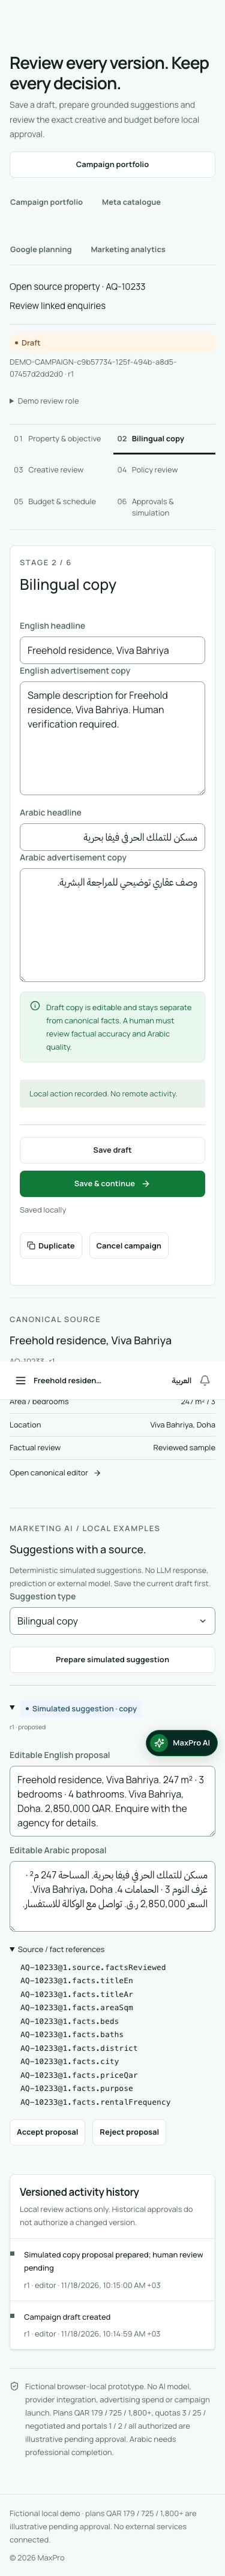 Review every version. Keep
every decision.
Save a draft, prepare grounded suggestions and
review the exact creative and budget before local
approval.
Campaign portfolio
Campaign portfolio Meta catalogue
Google planning Marketing analytics
Open source property · AQ-10233
Review linked enquiries
Draft
DEMO-CAMPAIGN-c9b57734-125f-494b-a8d5-
07457d2dd2d0 · r1
Demo review role
01 Property & objective
02 Bilingual copy
03 Creative review
04 Policy review
05 Budget & schedule
06 Approvals &
simulation
STAGE 2 / 6
Bilingual copy
English headline
Freehold residence, Viva Bahriya
English advertisement copy
Sample description for Freehold
residence, Viva Bahriya. Human
verification required.
Arabic headline
مسكن للتملك الحر في فيفا بحرية
Arabic advertisement copy
وصف عقاري توضيحي للمراجعة البشرية.
Draft copy is editable and stays separate
from canonical facts. A human must
review factual accuracy and Arabic
quality.
Local action recorded. No remote activity.
Save draft
Save & continue
Saved locally
Duplicate Cancel campaign
CANONICAL SOURCE
Freehold residence, Viva Bahriya
Freehold residen... العربية
Area / bedrooms 247 m² / 3
Location Viva Bahriya, Doha
Factual review Reviewed sample
Open canonical editor
MARKETING AI / LOCAL EXAMPLES
Suggestions with a source.
Deterministic simulated suggestions. No LLM response,
prediction or external model. Save the current draft first.
Suggestion type
Bilingual copy
Prepare simulated suggestion
Simulated suggestion · copy
r1 · proposed
MaxPro AI
Editable English proposal
Freehold residence, Viva Bahriya. 247 m² · 3
bedrooms · 4 bathrooms. Viva Bahriya,
Doha. 2,850,000 QAR. Enquire with the
agency for details.
Editable Arabic proposal
مسكن للتملك الحر في فيفا بحرية. المساحة 247 م² ·
غرف النوم 3 · الحمامات 4. Viva Bahriya، Doha.
السعر 2,850,000 ر.ق. تواصل مع الوكالة للاستفسار.
Source / fact references
AQ-10233@1.source.factsReviewed
AQ-10233@1.facts.titleEn
AQ-10233@1.facts.titleAr
AQ-10233@1.facts.areaSqm
AQ-10233@1.facts.beds
AQ-10233@1.facts.baths
AQ-10233@1.facts.district
AQ-10233@1.facts.city
AQ-10233@1.facts.priceQar
AQ-10233@1.facts.purpose
AQ-10233@1.facts.rentalFrequency
Accept proposal Reject proposal
Versioned activity history
Local review actions only. Historical approvals do
not authorize a changed version.
Simulated copy proposal prepared; human review
pending
r1 · editor · 11/18/2026, 10:15:00 AM +03
Campaign draft created
r1 · editor · 11/18/2026, 10:14:59 AM +03
Fictional browser-local prototype. No AI model,
provider integration, advertising spend or campaign
launch. Plans QAR 179 / 725 / 1,800+, quotas 3 / 25 /
negotiated and portals 1 / 2 / all authorized are
illustrative pending approval. Arabic needs
professional completion.
Fictional local demo · plans QAR 179 / 725 / 1,800+ are
illustrative pending approval. No external services
connected.
© 2026 MaxPro